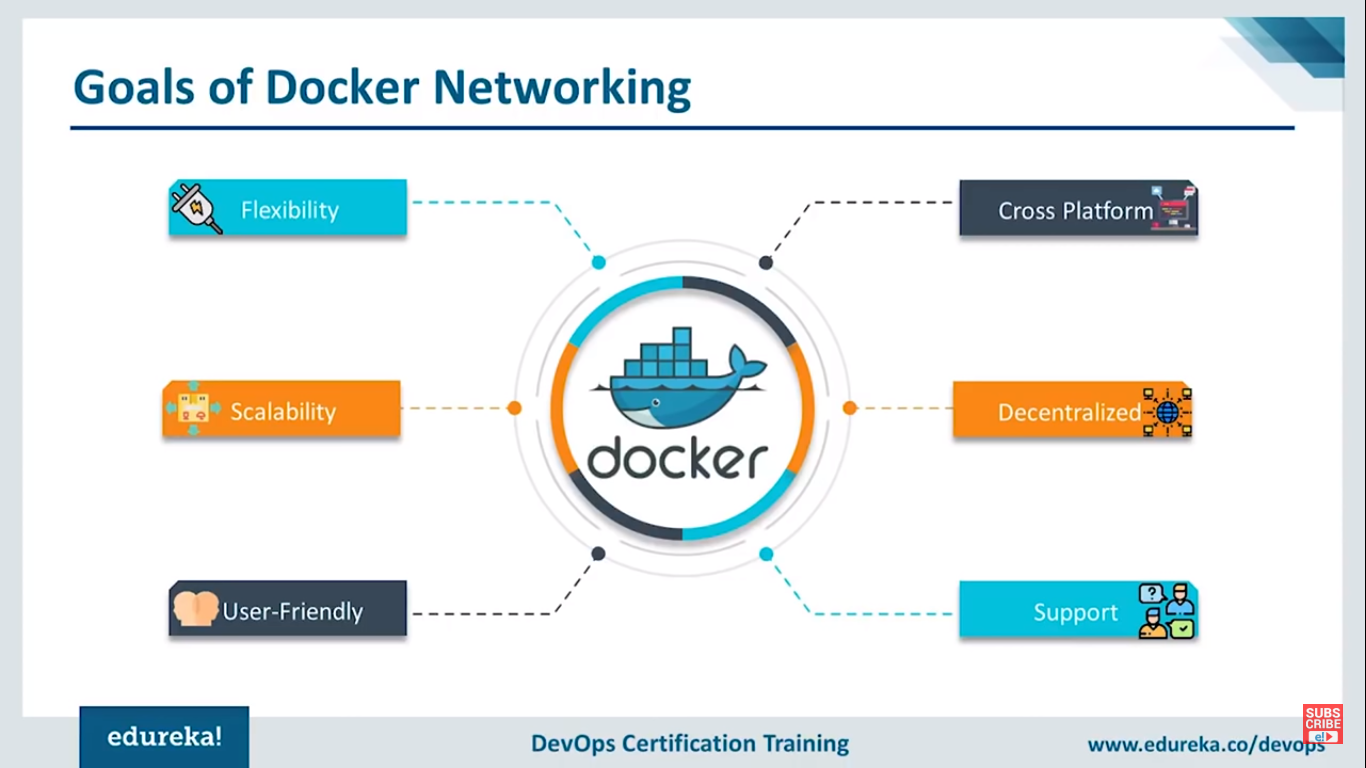 Goals of Docker Networking
Flexibility
Cross Platform
Scalability
Decentralized
docker
User-Friendly
Support
edureka!
DevOps Certification Training
www.edureka.co/devops
SUBS
CRIBE
e!